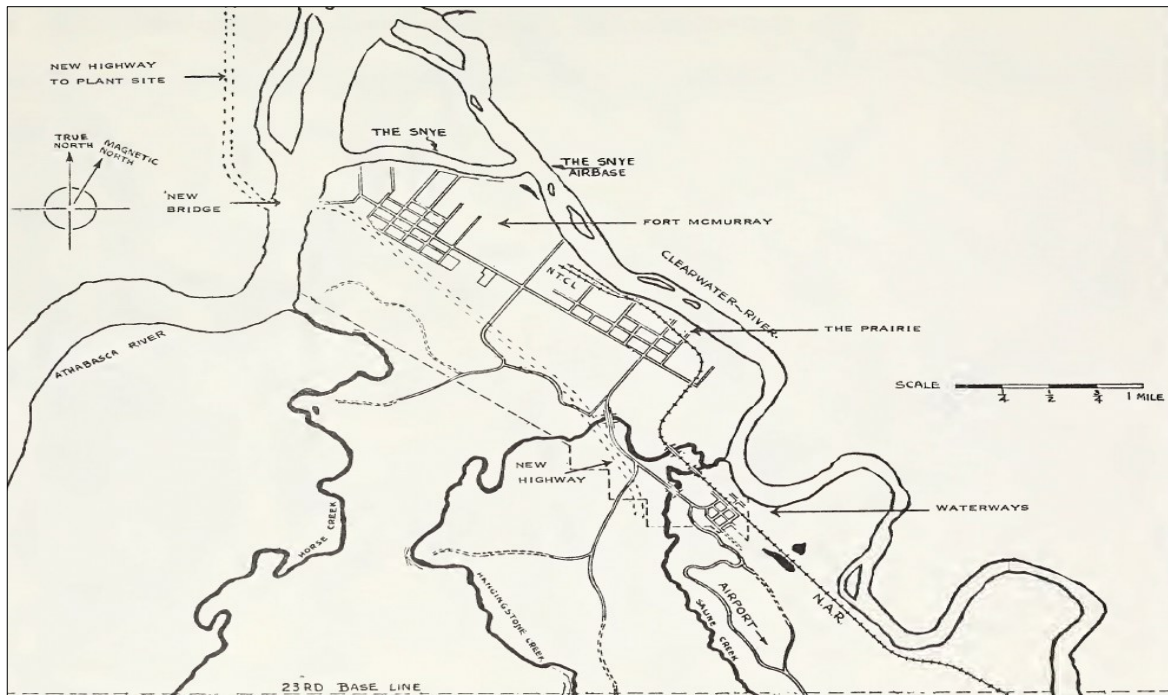 NEW HIGHWAY
TO PLANT SITE
TRUE
NORTH
MAGNETIC
NORTH
THE SNYE
THE SNYE
AIRBASE
NEW
BRIDGE
FORT MCMURRAY
CLEARWATER RIVER.
N.T.C.L
THE PRAIRIE
ATHABASCA RIVER
SCALE
1/4
1/2
3/4
1 MILE
NEW
HIGHWAY
WATERWAYS
HORSE CREEK
HANGINGSTONE CREEK
SALINE CREEK
AIRPORT
N.A.R.
23RD BASE LINE